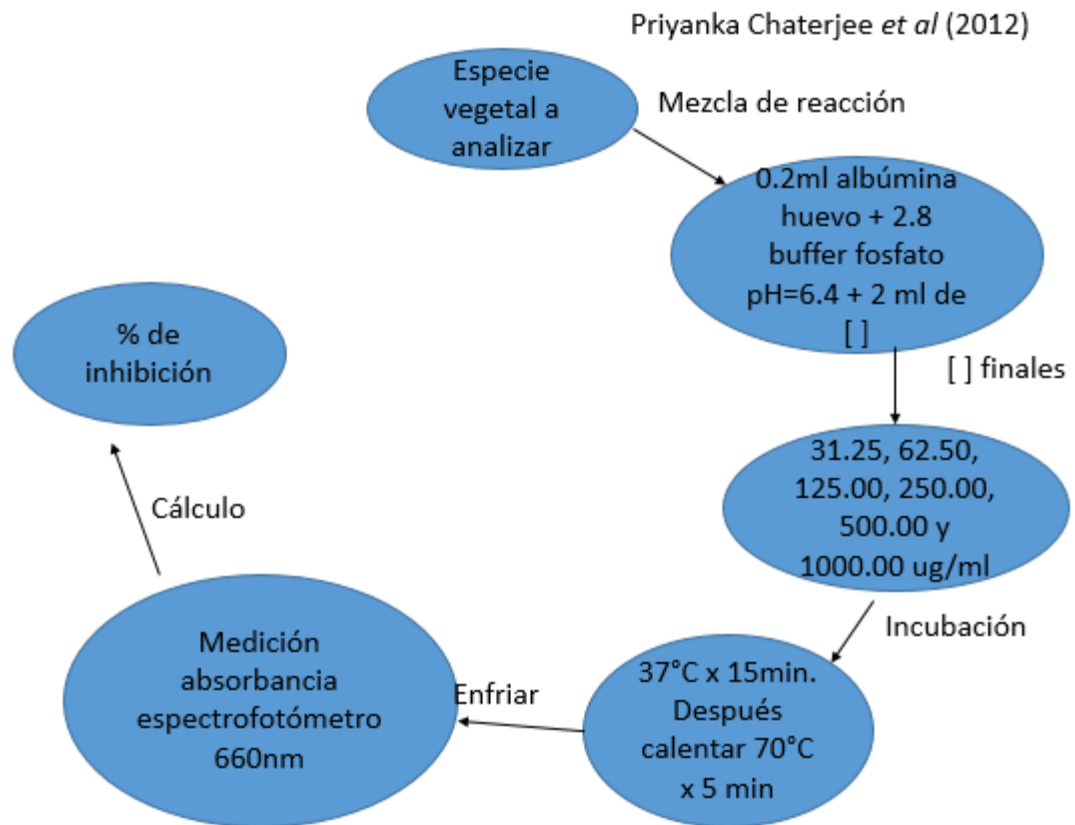 Priyanka Chaterjee et al (2012)
Especie
vegetal a
analizar
Mezcla de reacción
0.2ml albúmina
huevo + 2.8
buffer fosfato
pH=6.4 + 2 ml de
[ ]
[ ] finales
31.25, 62.50,
125.00, 250.00,
500.00 y
1000.00 ug/ml
Incubación
37°C x 15min.
Después
calentar 70°C
x 5 min
Enfriar
Medición
absorbancia
espectrofotómetro
660nm
Cálculo
% de
inhibición